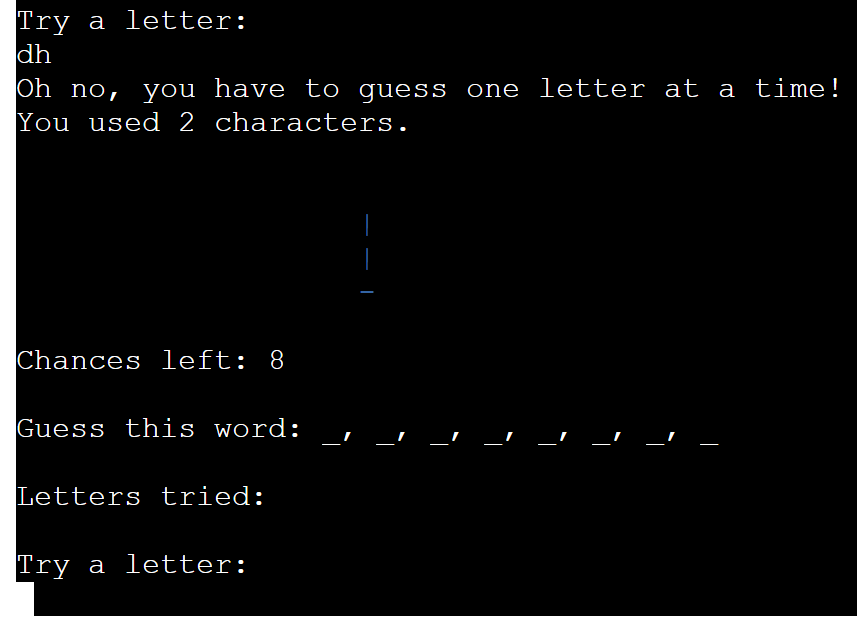 Try a letter:
dh
Oh no, you have to guess one letter at a time!
You used 2 characters.
|
|
_
Chances left: 8
Guess this word: _, _, _, _, _, _, _, _
Letters tried:
Try a letter: